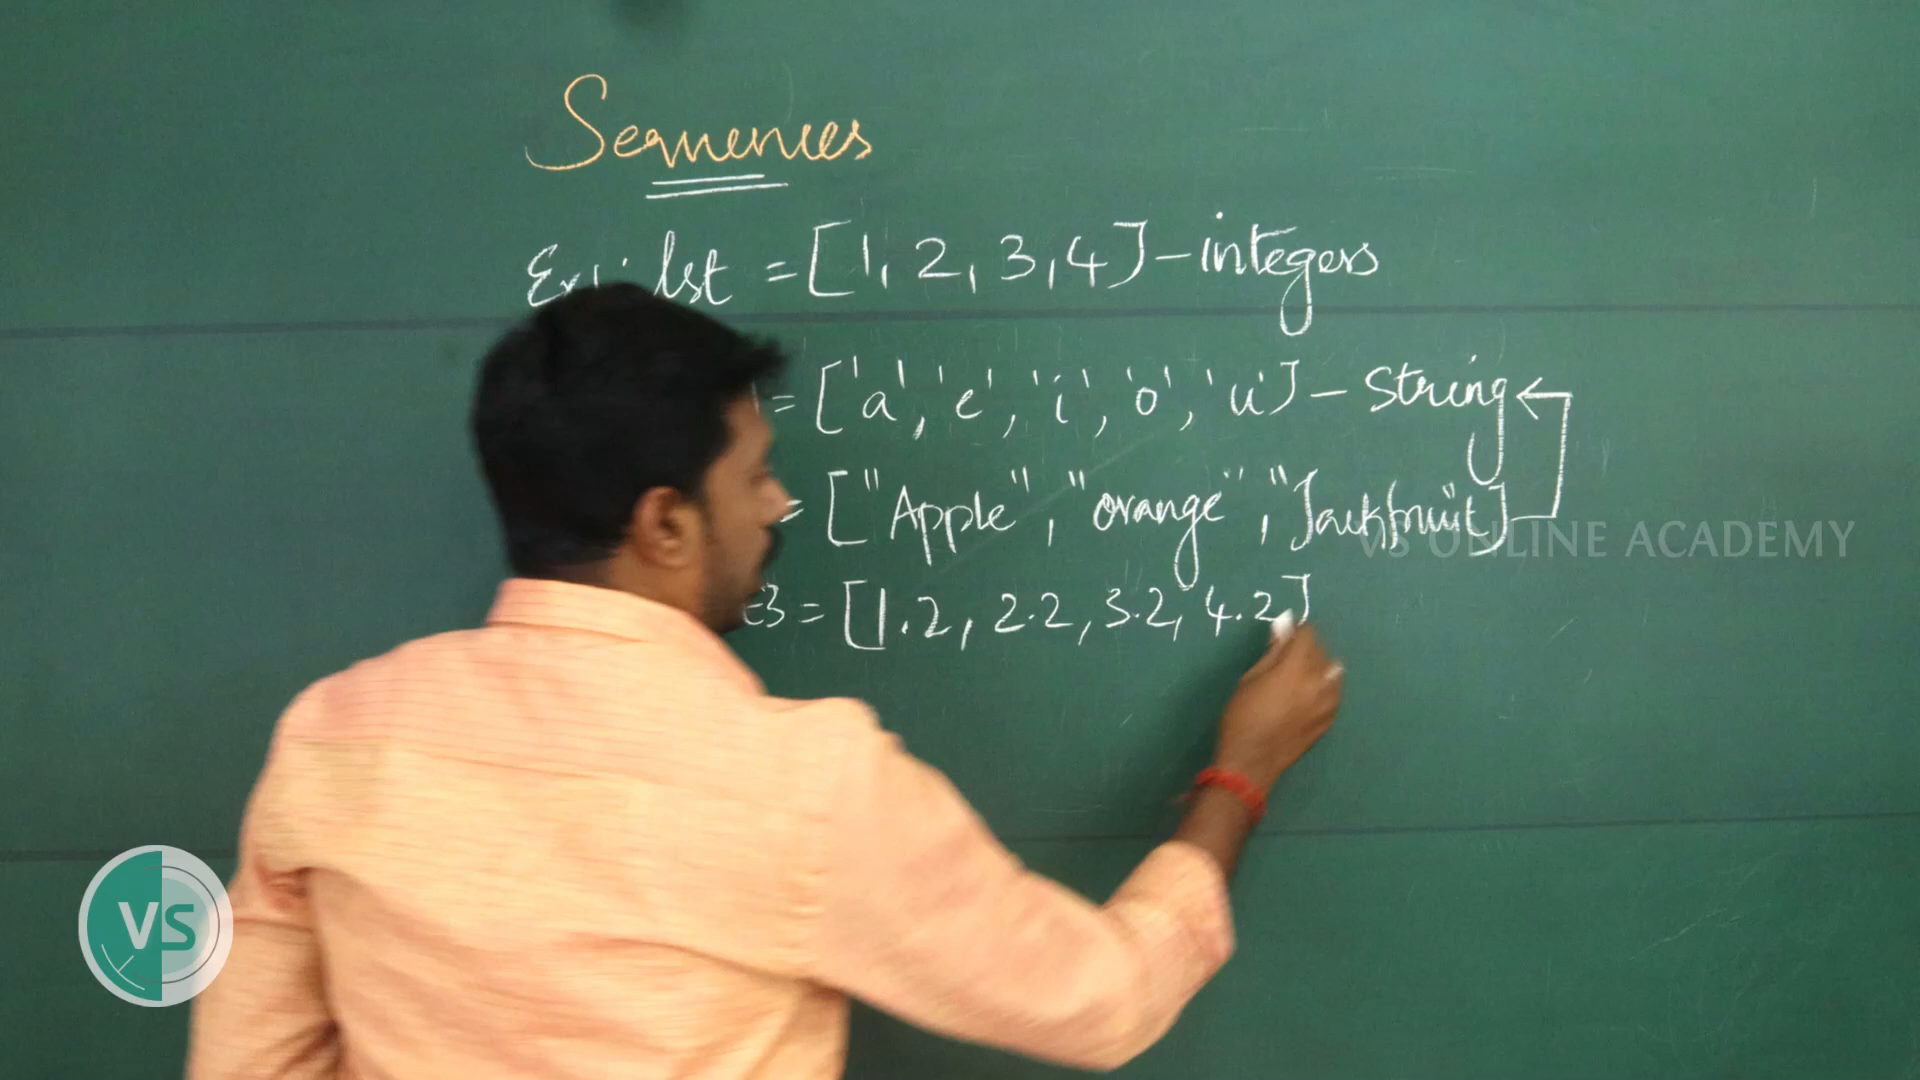 Sequences
Ex: lst = [1, 2, 3, 4] - integers
= ['a', 'e', 'i', 'o', 'u'] - String
= ["Apple", "orange", "Jackfruit"]
t3 = [1.2, 2.2, 3.2, 4.2]
VS ONLINE ACADEMY
VS